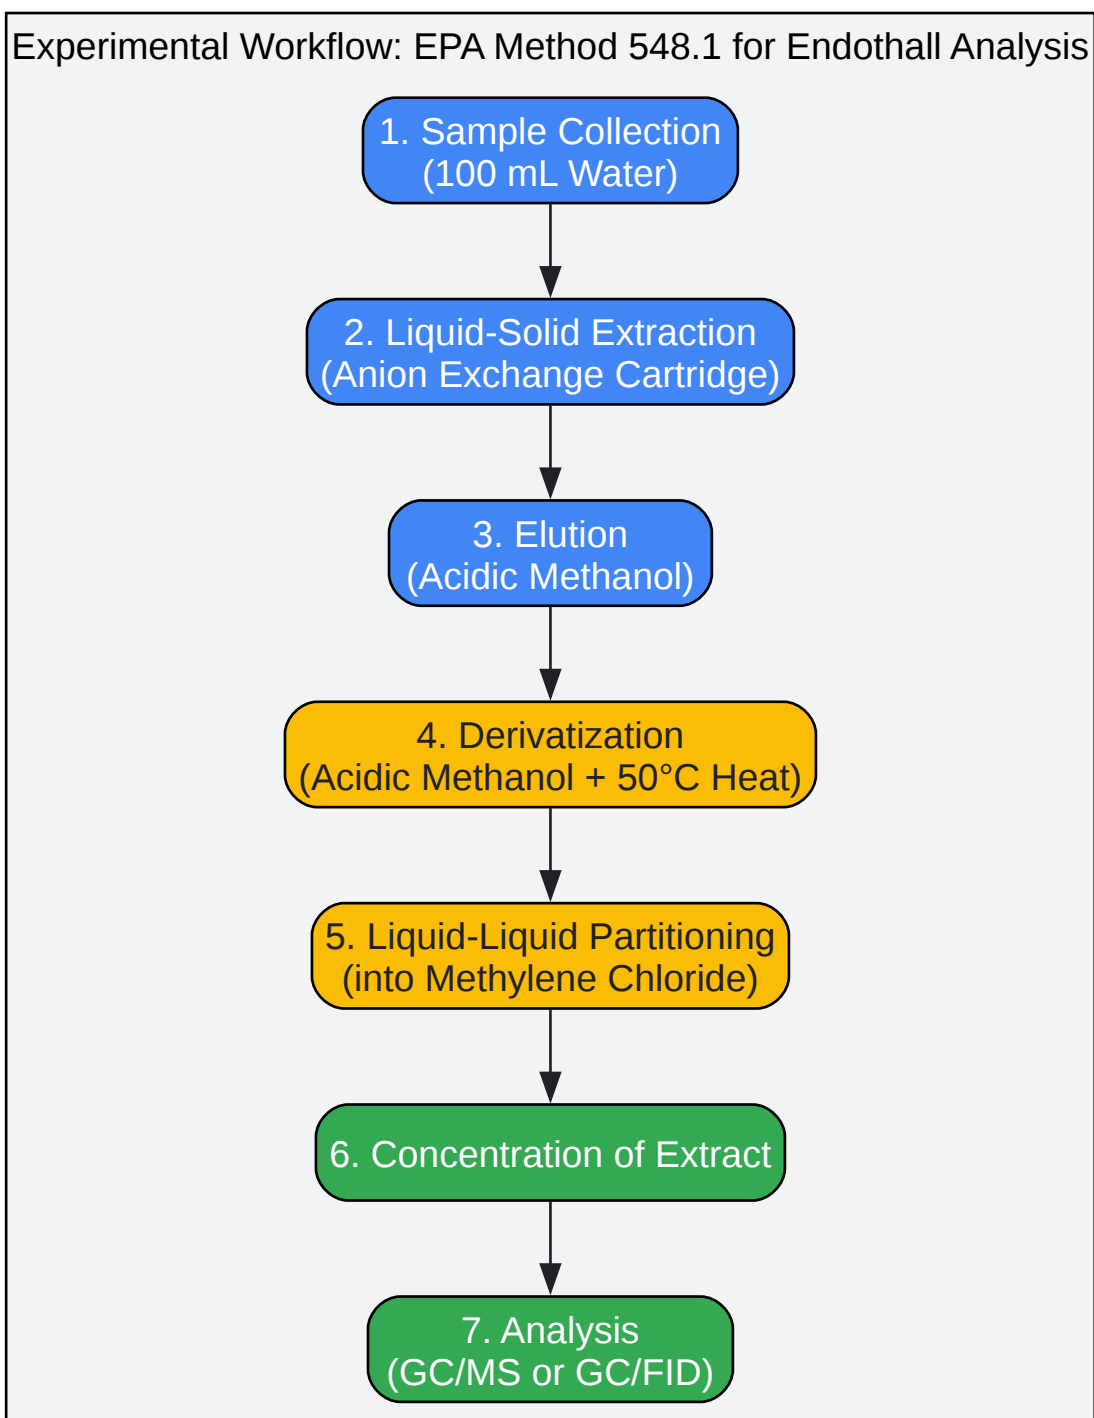 Experimental Workflow: EPA Method 548.1 for Endothall Analysis
1. Sample Collection
(100 mL Water)
2. Liquid-Solid Extraction
(Anion Exchange Cartridge)
3. Elution
(Acidic Methanol)
4. Derivatization
(Acidic Methanol + 50°C Heat)
5. Liquid-Liquid Partitioning
(into Methylene Chloride)
6. Concentration of Extract
7. Analysis
(GC/MS or GC/FID)